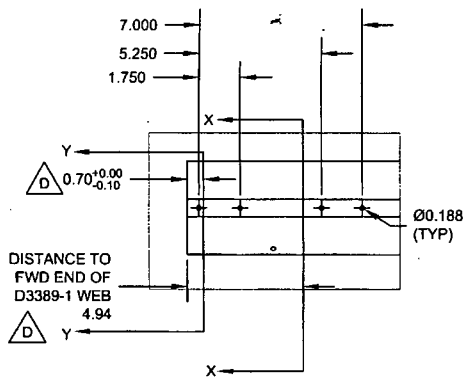 7.000
5.250
1.750
X
Y
D 0.70 +0.00 -0.10
Ø0.188
(TYP)
DISTANCE TO
FWD END OF
D3389-1 WEB
4.94
D
Y
X